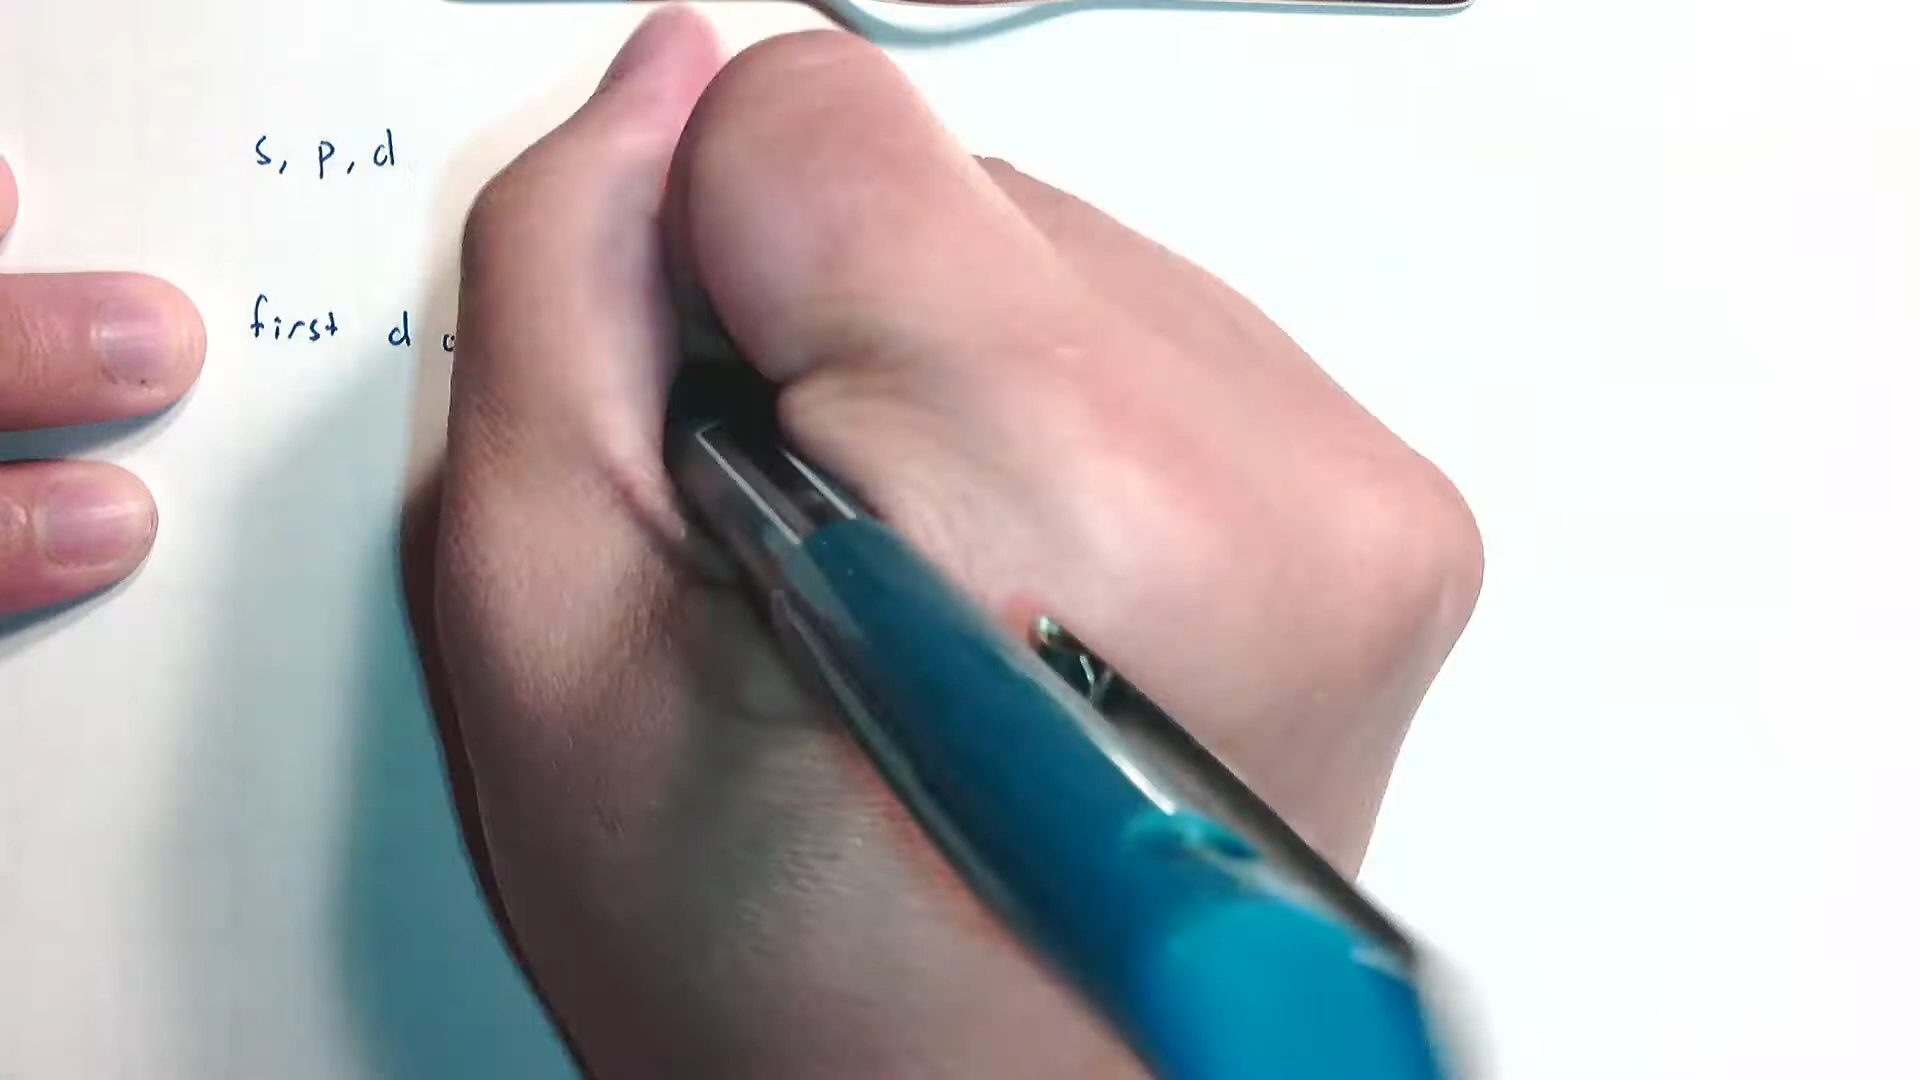 s, p, d
first d